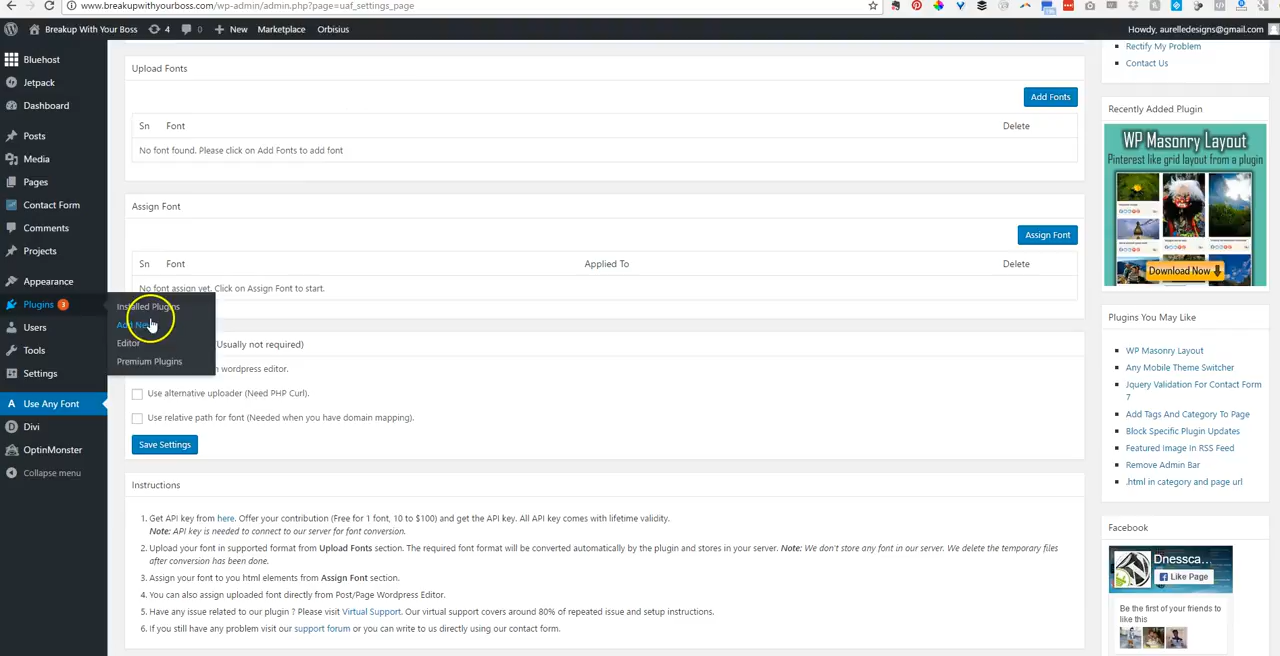 www.breakupwithyourboss.com/wp-admin/admin.php?page=uaf_settings_page
Breakup With Your Boss
4
0
New
Marketplace
Orbisius
Howdy, aurelledesigns@gmail.com
Bluehost
Jetpack
Dashboard
Posts
Media
Pages
Contact Form
Comments
Projects
Appearance
Plugins 3
Users
Tools
Settings
A Use Any Font
Divi
OptinMonster
Collapse menu
Installed Plugins
Add New
Editor
Premium Plugins
Upload Fonts
Add Fonts
Sn Font Delete
No font found. Please click on Add Fonts to add font
Assign Font
Assign Font
Sn Font Applied To Delete
No font assign yet. Click on Assign Font to start.
(Usually not required)
wordpress editor.
Use alternative uploader (Need PHP Curl).
Use relative path for font (Needed when you have domain mapping).
Save Settings
Instructions
1. Get API key from here. Offer your contribution (Free for 1 font, 10 to $100) and get the API key. All API key comes with lifetime validity.
Note: API key is needed to connect to our server for font conversion.
2. Upload your font in supported format from Upload Fonts section. The required font format will be converted automatically by the plugin and stores in your server. Note: We don't store any font in our server. We delete the temporary files
after conversion has been done.
3. Assign your font to you html elements from Assign Font section.
4. You can also assign uploaded font directly from Post/Page Wordpress Editor.
5. Have any issue related to our plugin ? Please visit Virtual Support. Our virtual support covers around 80% of repeated issue and setup instructions.
6. If you still have any problem visit our support forum or you can write to us directly using our contact form.
Rectify My Problem
Contact Us
Recently Added Plugin
WP Masonry Layout
Pinterest like grid layout from a plugin
Download Now
Plugins You May Like
WP Masonry Layout
Any Mobile Theme Switcher
Jquery Validation For Contact Form
7
Add Tags And Category To Page
Block Specific Plugin Updates
Featured Image In RSS Feed
Remove Admin Bar
.html in category and page url
Facebook
Dnessca...
Like Page
Be the first of your friends to
like this